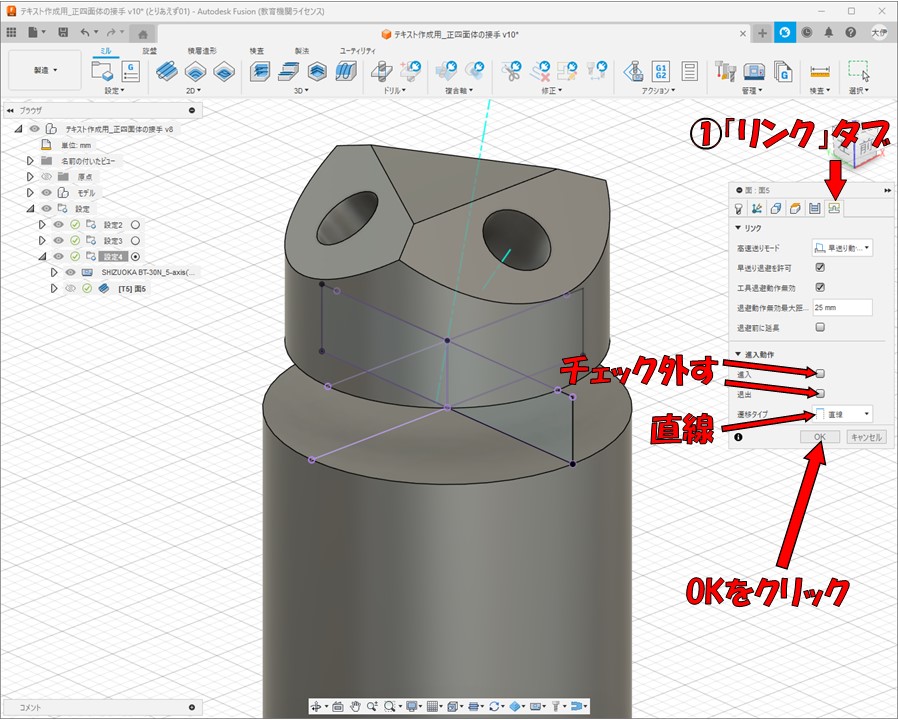 テキスト作成用_正四面体の接手 v10* (とりあえず01) - Autodesk Fusion (教育機関ライセンス)
テキスト作成用_正四面体の接手 v10*
大伊
製造
ミル
旋盤
積層造形
検査
製法
ユーティリティ
設定
2D
3D
ドリル
複合軸
修正
アクション
管理
検査
選択
G1
G2
ブラウザ
テキスト作成用_正四面体の接手 v8
単位: mm
名前の付いたビュー
原点
モデル
設定
設定2
設定3
設定4
SHIZUOKA BT-30N_5-axis(...
[T5] 面5
①「リンク」タブ
前
面 : 面5
リンク
高速送りモード
早送り動...
早送り退避を許可
工具退避動作無効
退避動作無効最大距...
25 mm
退避前に延長
進入動作
進入
退出
遷移タイプ
直線
OK
キャンセル
チェック外す
直線
OKをクリック
コメント